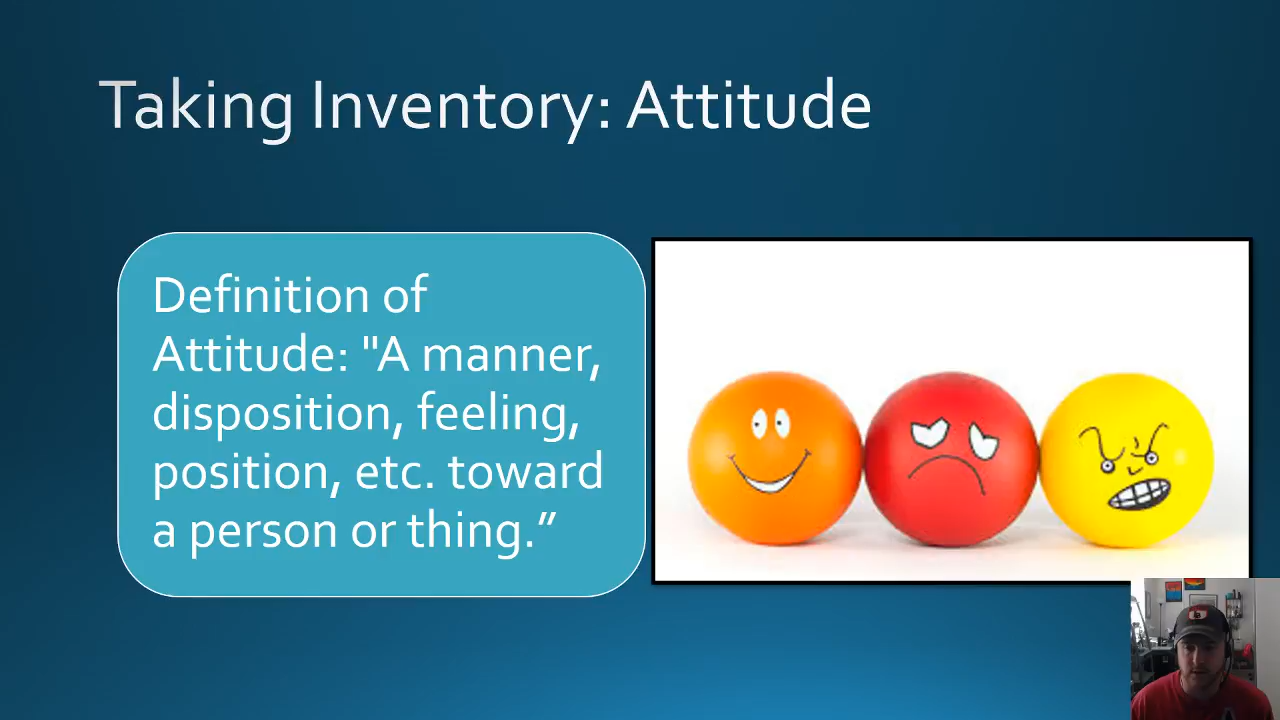 Taking Inventory: Attitude
Definition of
Attitude: "A manner,
disposition, feeling,
position, etc. toward
a person or thing.”